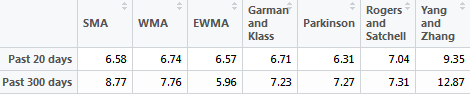 SMA WMA EWMA Garman and Klass Parkinson Rogers and Satchell Yang and Zhang
Past 20 days 6.58 6.74 6.57 6.71 6.31 7.04 9.35
Past 300 days 8.77 7.76 5.96 7.23 7.27 7.31 12.87